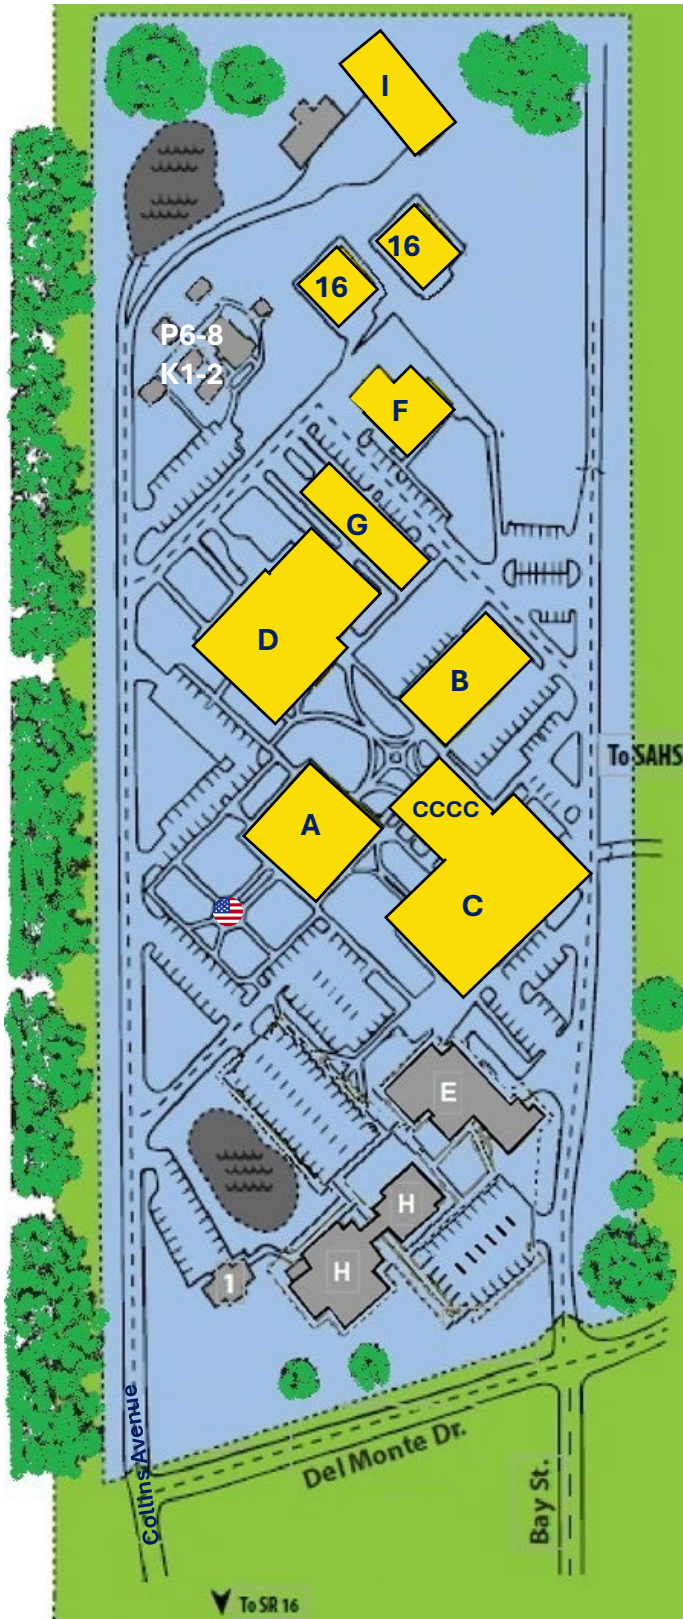 I
16
16
P6-8
K1-2
F
G
D
B
To SAHS
CCCC
A
C
E
H
H
1
Collins Avenue
Del Monte Dr.
Bay St.
To SR 16